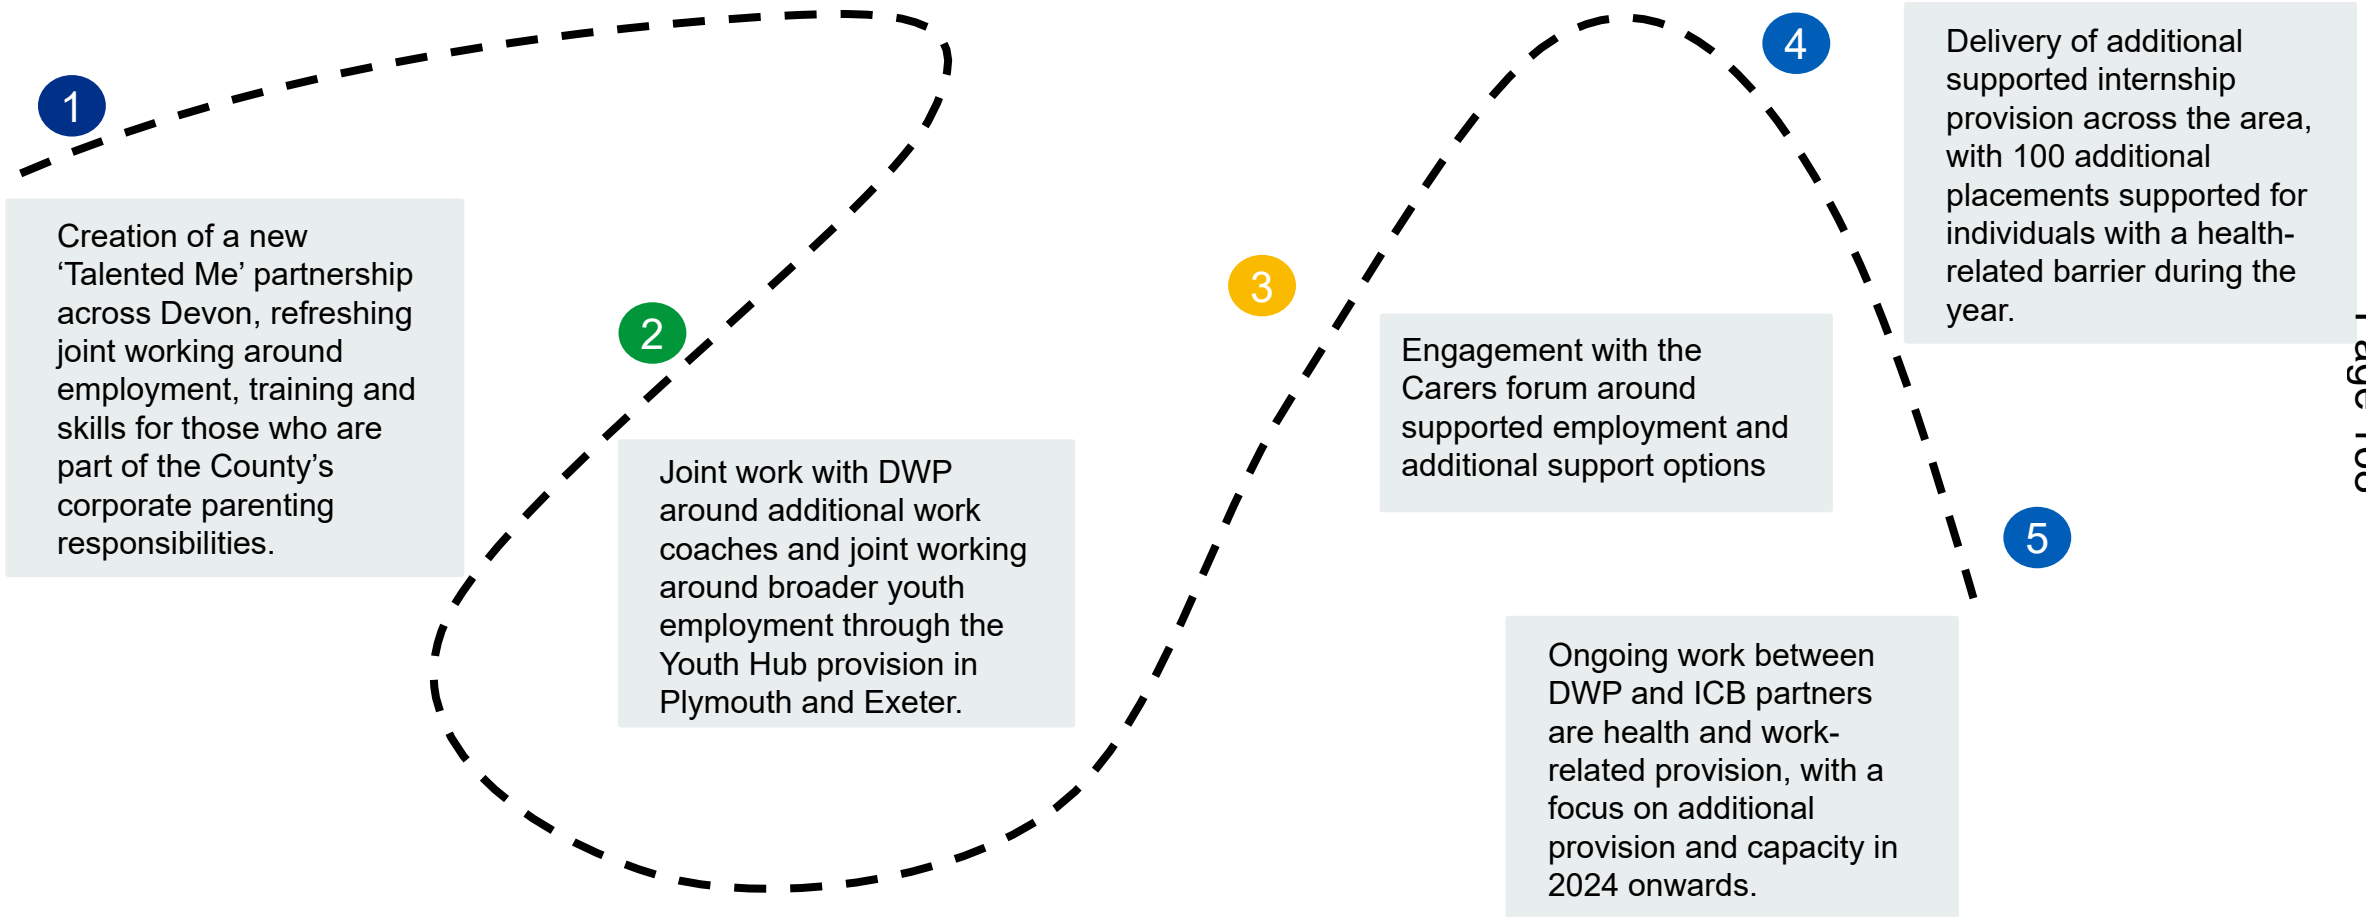 1
Creation of a new
‘Talented Me’ partnership
across Devon, refreshing
joint working around
employment, training and
skills for those who are
part of the County’s
corporate parenting
responsibilities.
2
Joint work with DWP
around additional work
coaches and joint working
around broader youth
employment through the
Youth Hub provision in
Plymouth and Exeter.
3
Engagement with the
Carers forum around
supported employment and
additional support options
4
Delivery of additional
supported internship
provision across the area,
with 100 additional
placements supported for
individuals with a health-
related barrier during the
year.
5
Ongoing work between
DWP and ICB partners
are health and work-
related provision, with a
focus on additional
provision and capacity in
2024 onwards.
Page